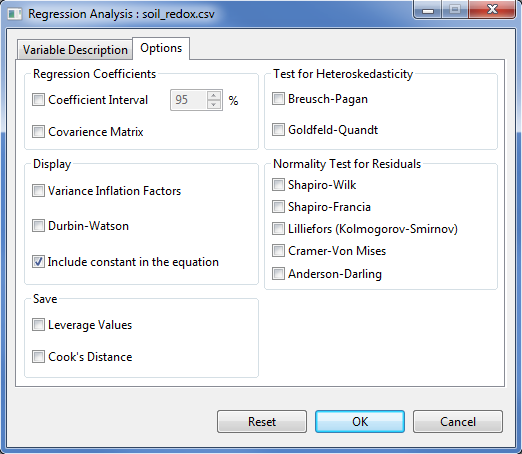 Regression Analysis : soil_redox.csv
Variable Description
Options
Regression Coefficients
Coefficient Interval 95 %
Covarience Matrix
Display
Variance Inflation Factors
Durbin-Watson
Include constant in the equation
Save
Leverage Values
Cook's Distance
Test for Heteroskedasticity
Breusch-Pagan
Goldfeld-Quandt
Normality Test for Residuals
Shapiro-Wilk
Shapiro-Francia
Lilliefors (Kolmogorov-Smirnov)
Cramer-Von Mises
Anderson-Darling
Reset
OK
Cancel